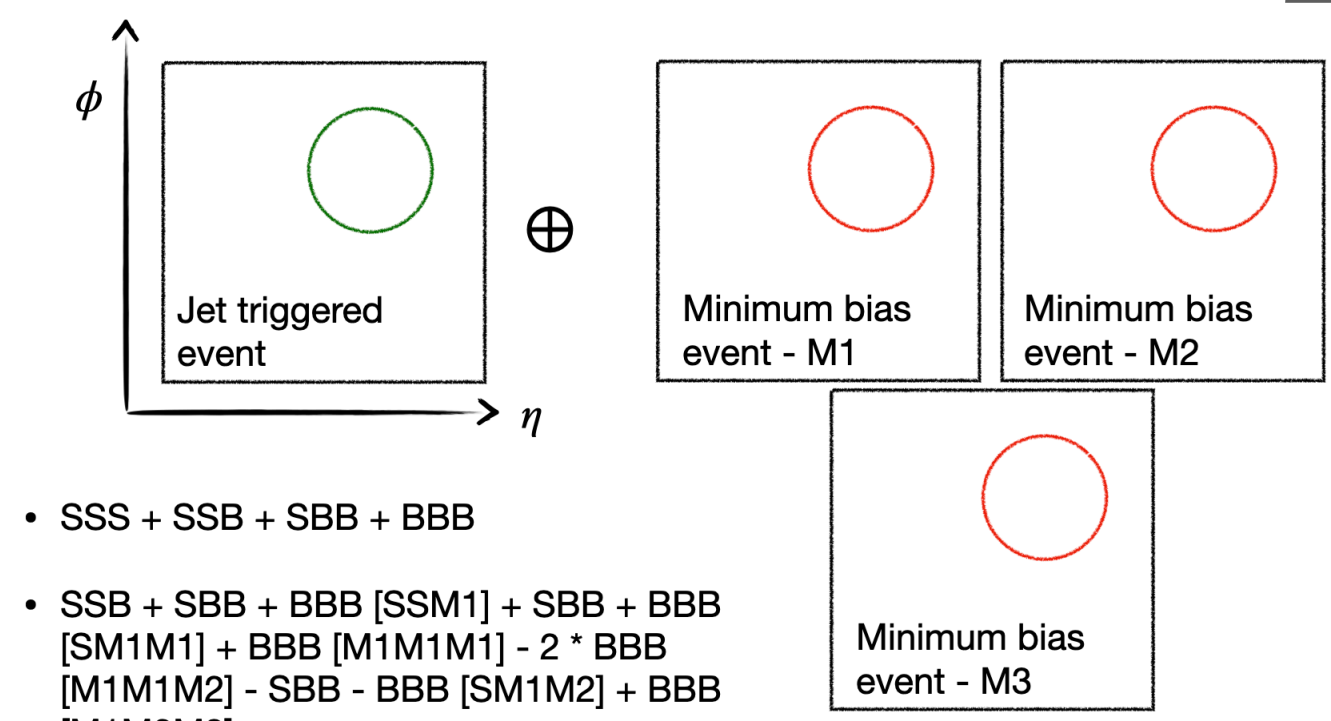 ϕ
Jet triggered
event
⊕
Minimum bias
event - M1
Minimum bias
event - M2
η
Minimum bias
event - M3
• SSS + SSB + SBB + BBB
• SSB + SBB + BBB [SSM1] + SBB + BBB
[SM1M1] + BBB [M1M1M1] - 2 * BBB
[M1M1M2] - SBB - BBB [SM1M2] + BBB